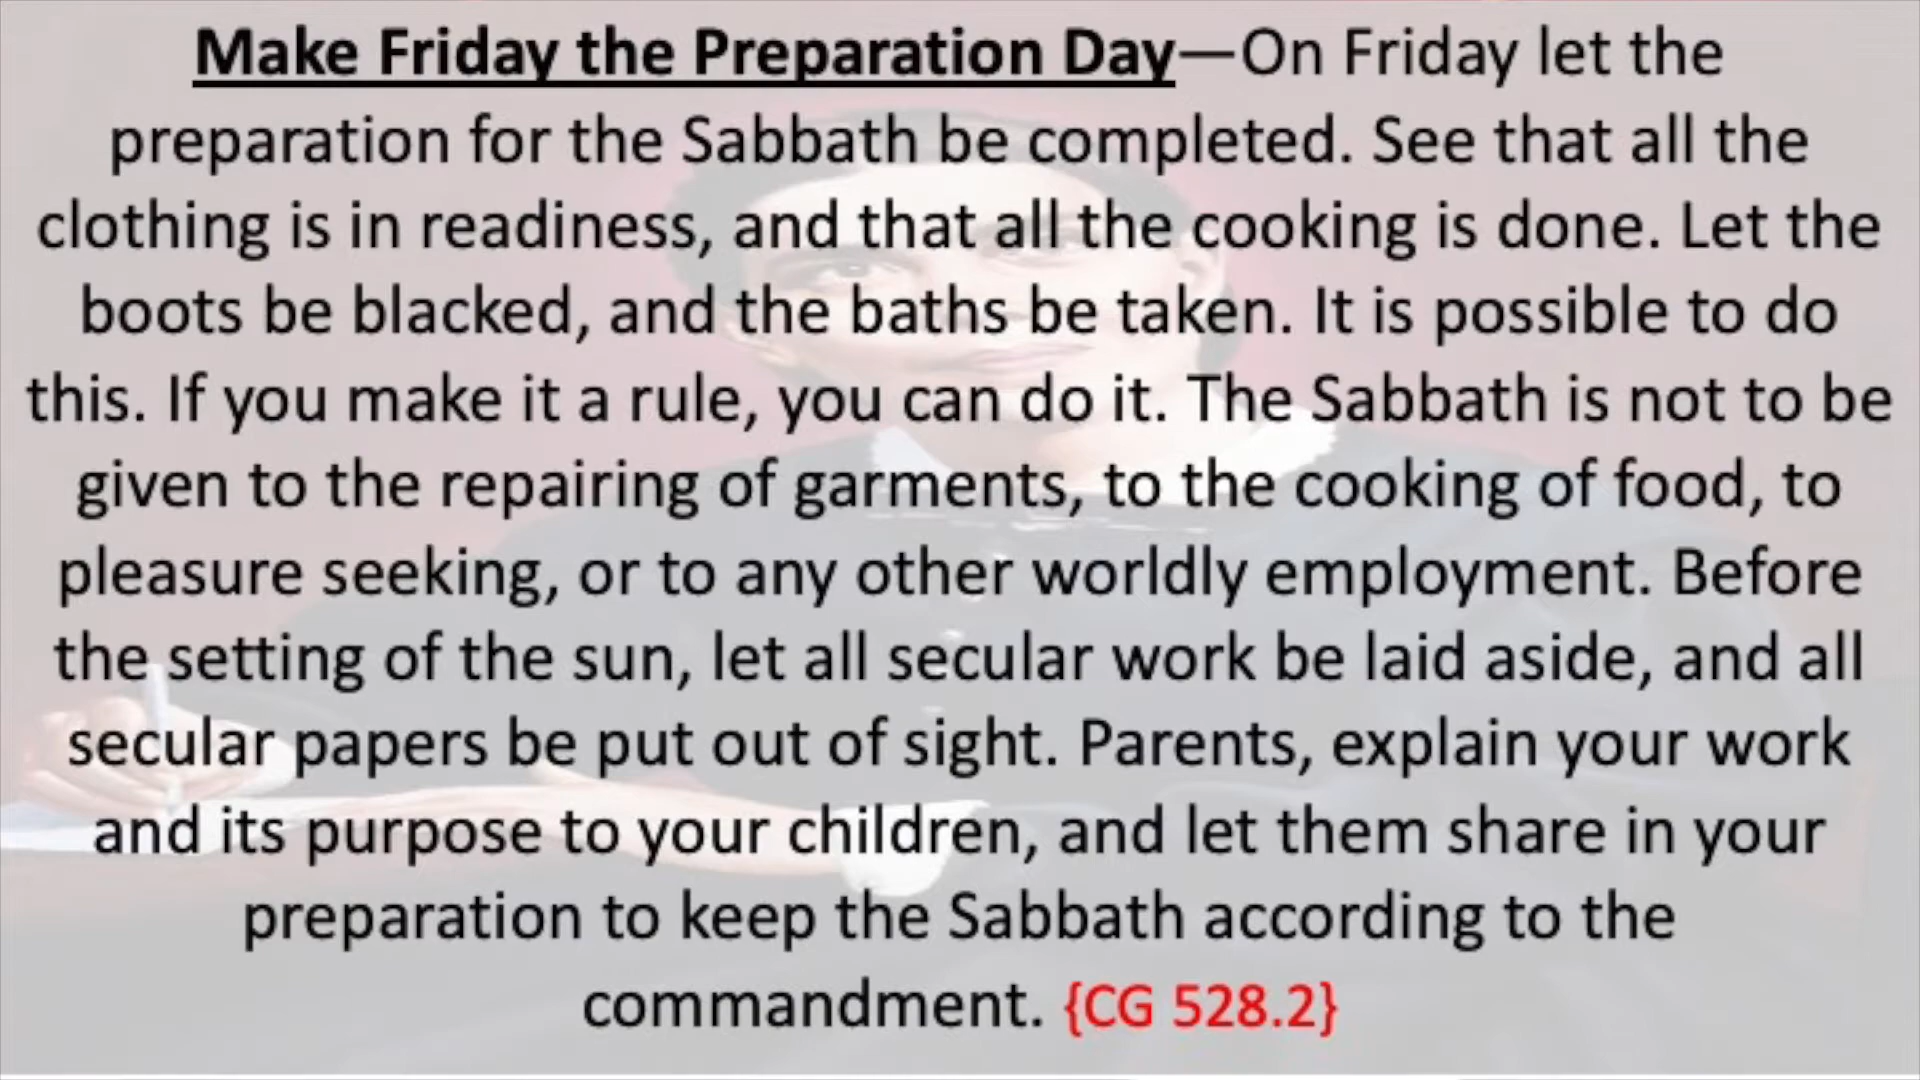 Make Friday the Preparation Day—On Friday let the
preparation for the Sabbath be completed. See that all the
clothing is in readiness, and that all the cooking is done. Let the
boots be blacked, and the baths be taken. It is possible to do
this. If you make it a rule, you can do it. The Sabbath is not to be
given to the repairing of garments, to the cooking of food, to
pleasure seeking, or to any other worldly employment. Before
the setting of the sun, let all secular work be laid aside, and all
secular papers be put out of sight. Parents, explain your work
and its purpose to your children, and let them share in your
preparation to keep the Sabbath according to the
commandment. {CG 528.2}